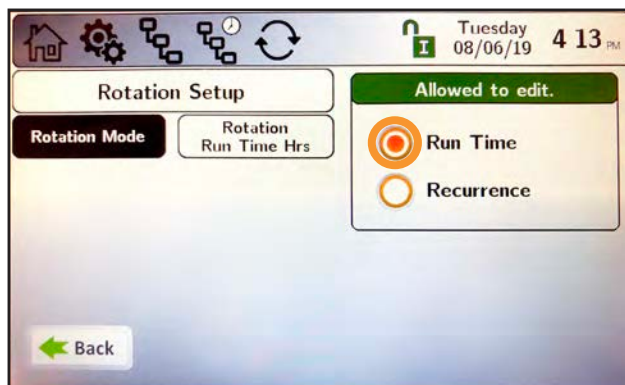 Tuesday
08/06/19
4 13 PM
I
Rotation Setup
Rotation Mode
Rotation
Run Time Hrs
Allowed to edit.
Run Time
Recurrence
Back